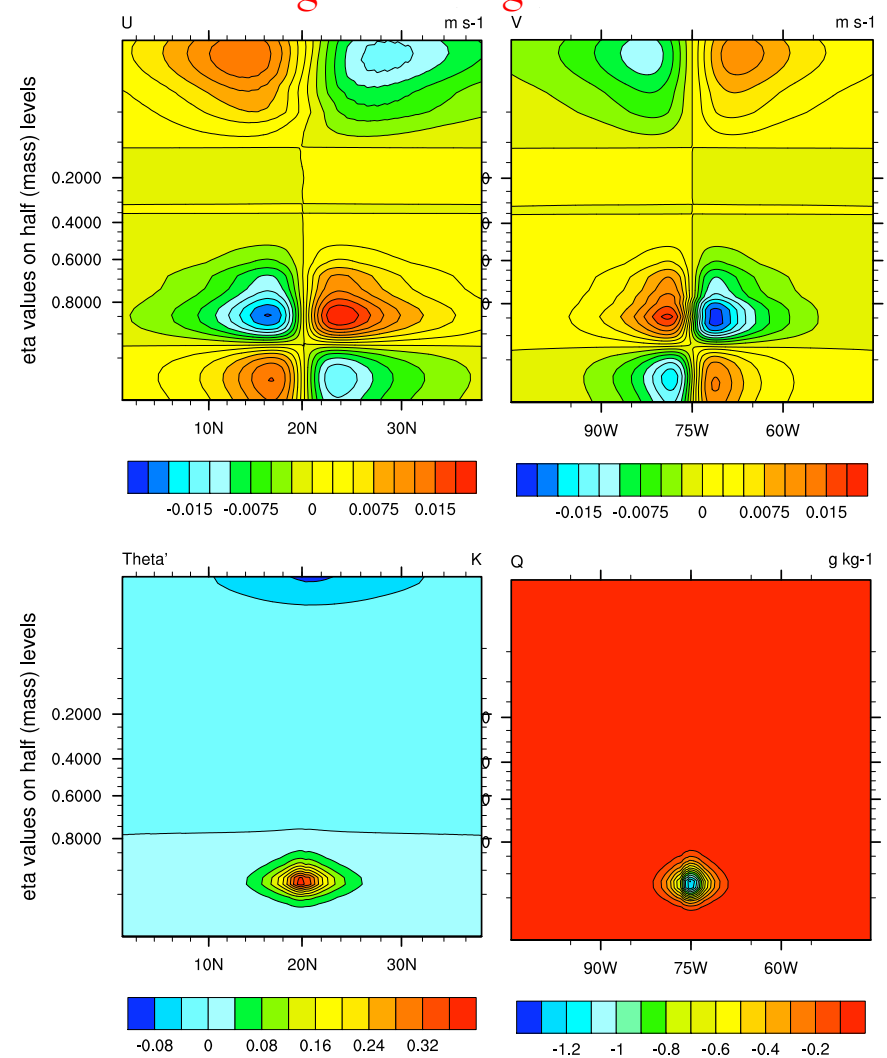 U m s-1 V m s-1
eta values on half (mass) levels
0.2000
0.4000
0.6000
0.8000
10N 20N 30N 90W 75W 60W
-0.015 -0.0075 0 0.0075 0.015 -0.015 -0.0075 0 0.0075 0.015
Theta' K Q g kg-1
eta values on half (mass) levels
0.2000
0.4000
0.6000
0.8000
10N 20N 30N 90W 75W 60W
-0.08 0 0.08 0.16 0.24 0.32 -1.2 -1 -0.8 -0.6 -0.4 -0.2